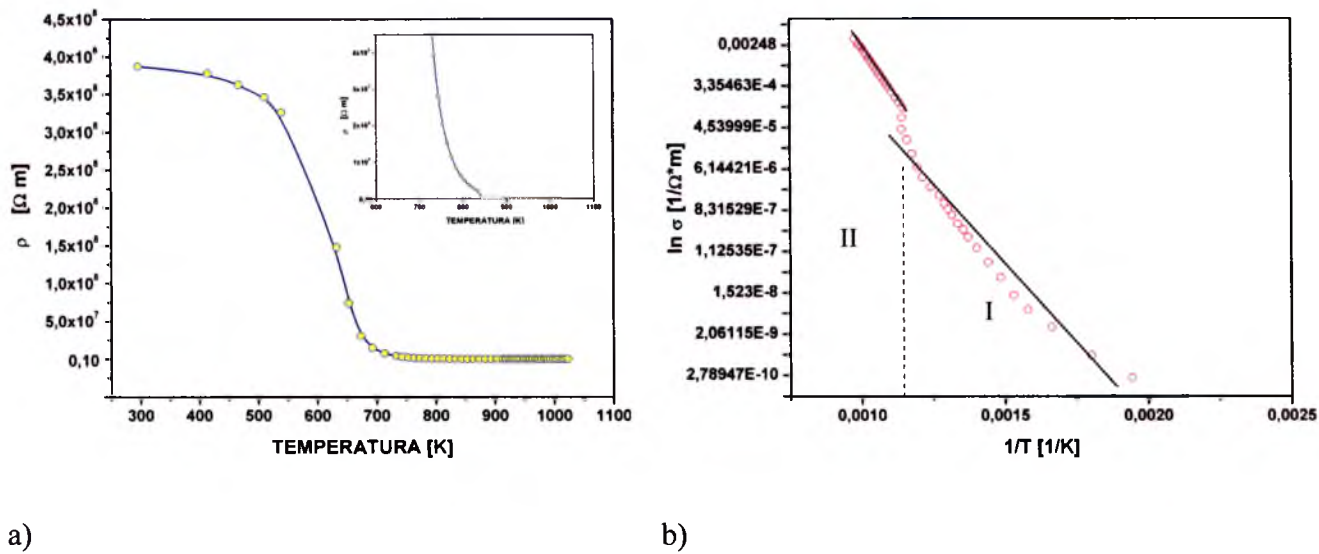 4,5x10⁸
4,0x10⁸
3,5x10⁸
3,0x10⁸
2,5x10⁸
2,0x10⁸
1,5x10⁸
1,0x10⁸
5,0x10⁷
0,10
ρ [Ω m]
300 400 500 600 700 800 900 1000 1100
TEMPERATURA [K]
ρ [Ω m]
600 700 800 900 1000 1100
TEMPERATURA [K]
0,00248
3,35463E-4
4,53999E-5
6,14421E-6
8,31529E-7
1,12535E-7
1,523E-8
2,06115E-9
2,78947E-10
ln σ [1/Ω*m]
II
I
0,0010 0,0015 0,0020 0,0025
1/T [1/K]
a) b)